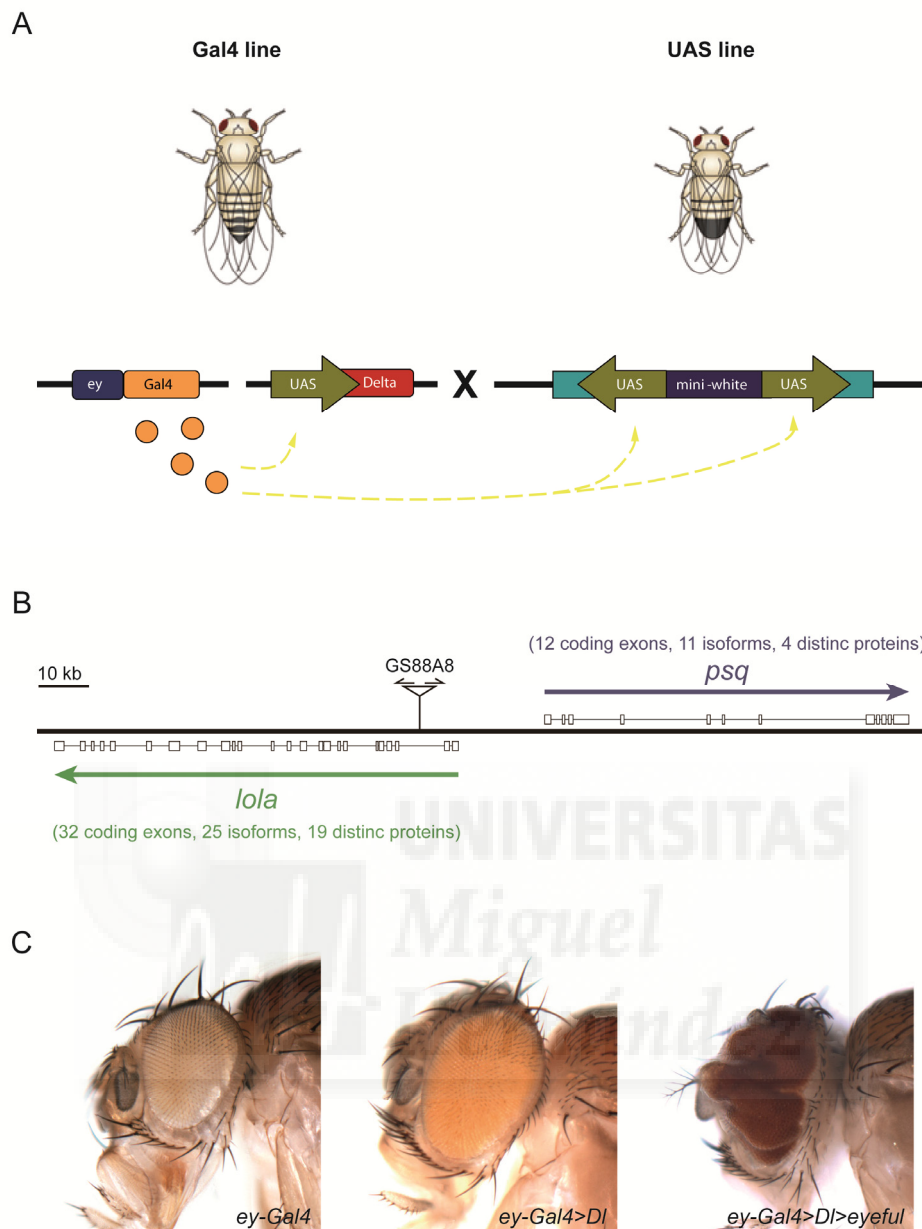 A
Gal4 line
UAS line
ey
Gal4
UAS
Delta
X
UAS
mini-white
UAS
B
(12 coding exons, 11 isoforms, 4 distinc proteins)
10 kb
GS88A8
psq
lola
(32 coding exons, 25 isoforms, 19 distinc proteins)
UNIVERSITAS
Miguel
C
ey-Gal4
ey-Gal4>Dl
ey-Gal4>Dl>eyeful